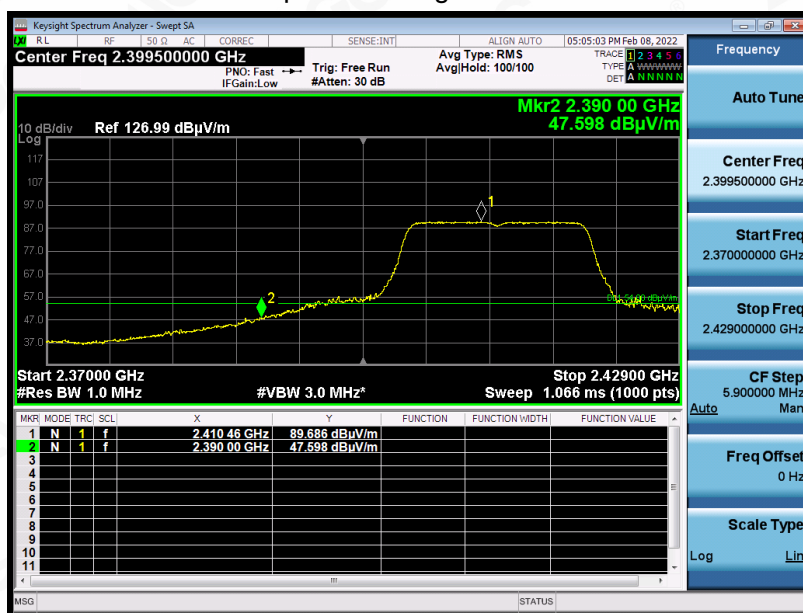 Keysight Spectrum Analyzer - Swept SA
LXI RL RF 50 Ω AC CORREC SENSE:INT ALIGN AUTO 05:05:03 PM Feb 08, 2022
Center Freq 2.399500000 GHz
PNO: Fast
IFGain:Low
Trig: Free Run
#Atten: 30 dB
Avg Type: RMS
Avg|Hold: 100/100
TRACE 1 2 3 4 5 6
TYPE A WWWWW
DET A N N N N N
Mkr2 2.390 00 GHz
47.598 dBµV/m
10 dB/div Ref 126.99 dBµV/m
Log
117
107
97.0
87.0
77.0
67.0
57.0
47.0
37.0
1
2
Start 2.37000 GHz
Stop 2.42900 GHz
#Res BW 1.0 MHz
#VBW 3.0 MHz*
Sweep 1.066 ms (1000 pts)
MKR MODE TRC SCL X Y FUNCTION FUNCTION WIDTH FUNCTION VALUE
1 N 1 f 2.410 46 GHz 89.686 dBµV/m
2 N 1 f 2.390 00 GHz 47.598 dBµV/m
3
4
5
6
7
8
9
10
11
MSG
STATUS
Frequency
Auto Tune
Center Freq
2.399500000 GHz
Start Freq
2.370000000 GHz
Stop Freq
2.429000000 GHz
CF Step
5.900000 MHz
Auto Man
Freq Offset
0 Hz
Scale Type
Log Lin